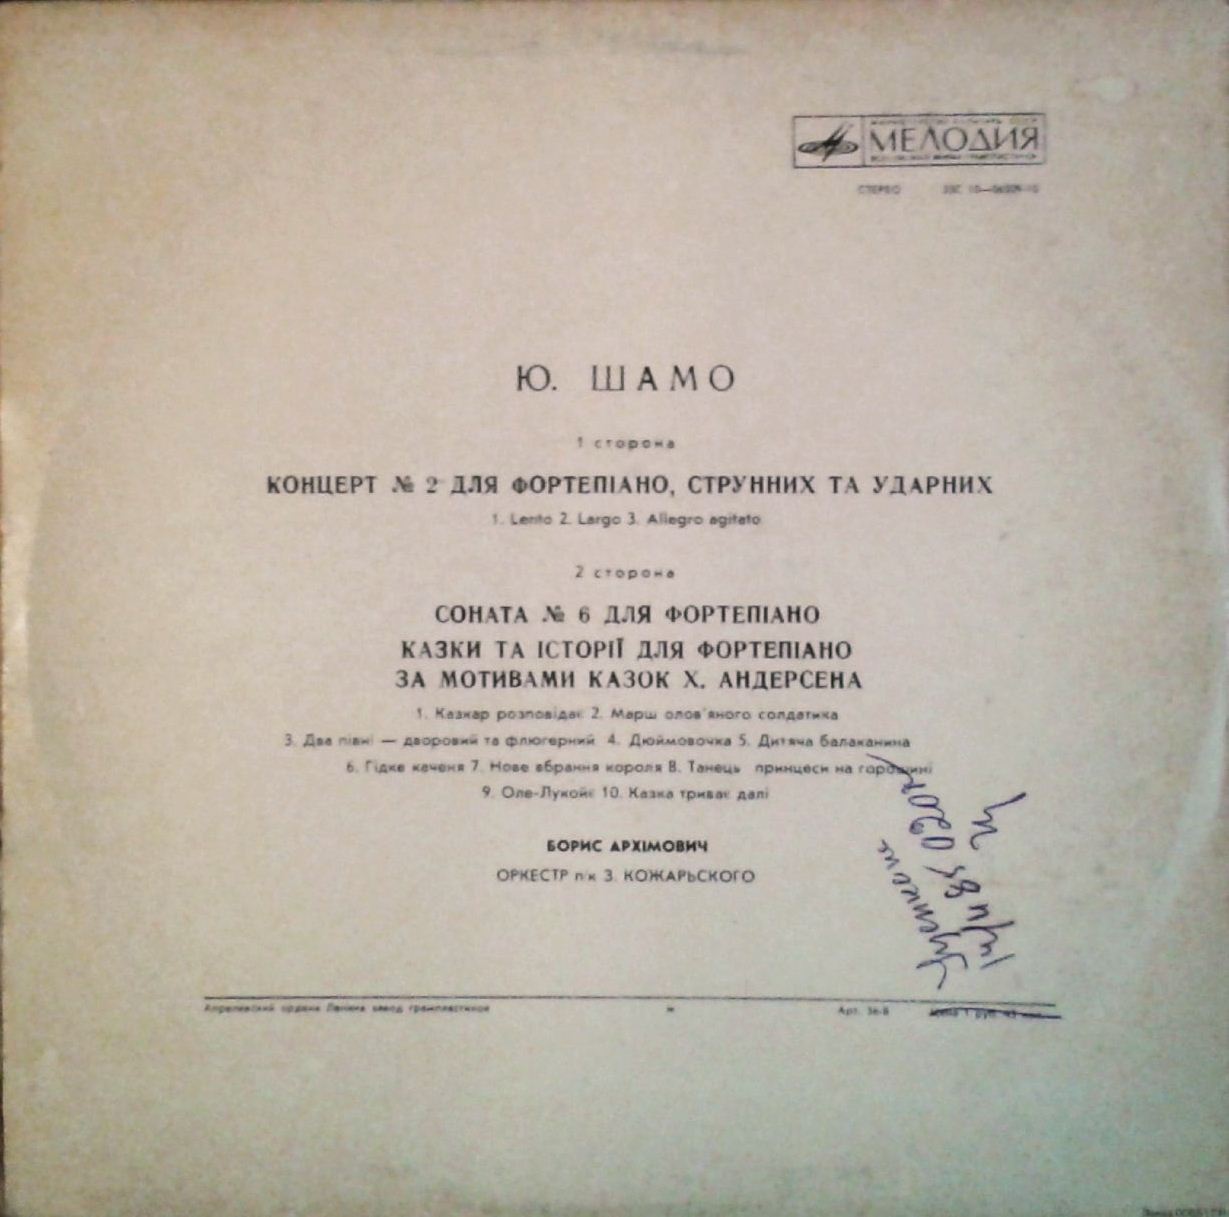 МЕЛОДИЯ
СТЕРЕО
Ю. ШАМО
1 сторона
КОНЦЕРТ № 2 ДЛЯ ФОРТЕПІАНО, СТРУННИХ ТА УДАРНИХ
1. Lento 2. Largo 3. Allegro agitato
2 сторона
СОНАТА № 6 ДЛЯ ФОРТЕПІАНО
КАЗКИ ТА ІСТОРІЇ ДЛЯ ФОРТЕПІАНО
ЗА МОТИВАМИ КАЗОК Х. АНДЕРСЕНА
1. Казкар розповідає 2. Марш олов'яного солдатика
3. Два півні — дворовий та флюгерний 4. Дюймовочка 5. Дитяча балаканина
6. Гідке каченя 7. Нове вбрання короля 8. Танець принцеси на горошині
9. Оле-Лукойє 10. Казка триває далі
БОРИС АРХІМОВИЧ
ОРКЕСТР п/к З. КОЖАРЬСКОГО
Апрелевский ордена Ленина завод грампластинок
Арт. 36-8